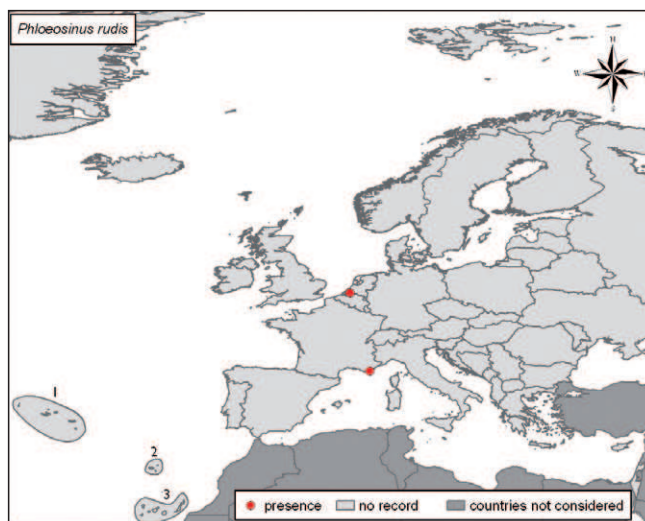 Phloeosinus rudis
N
W
S
1
2
3
presence no record countries not considered